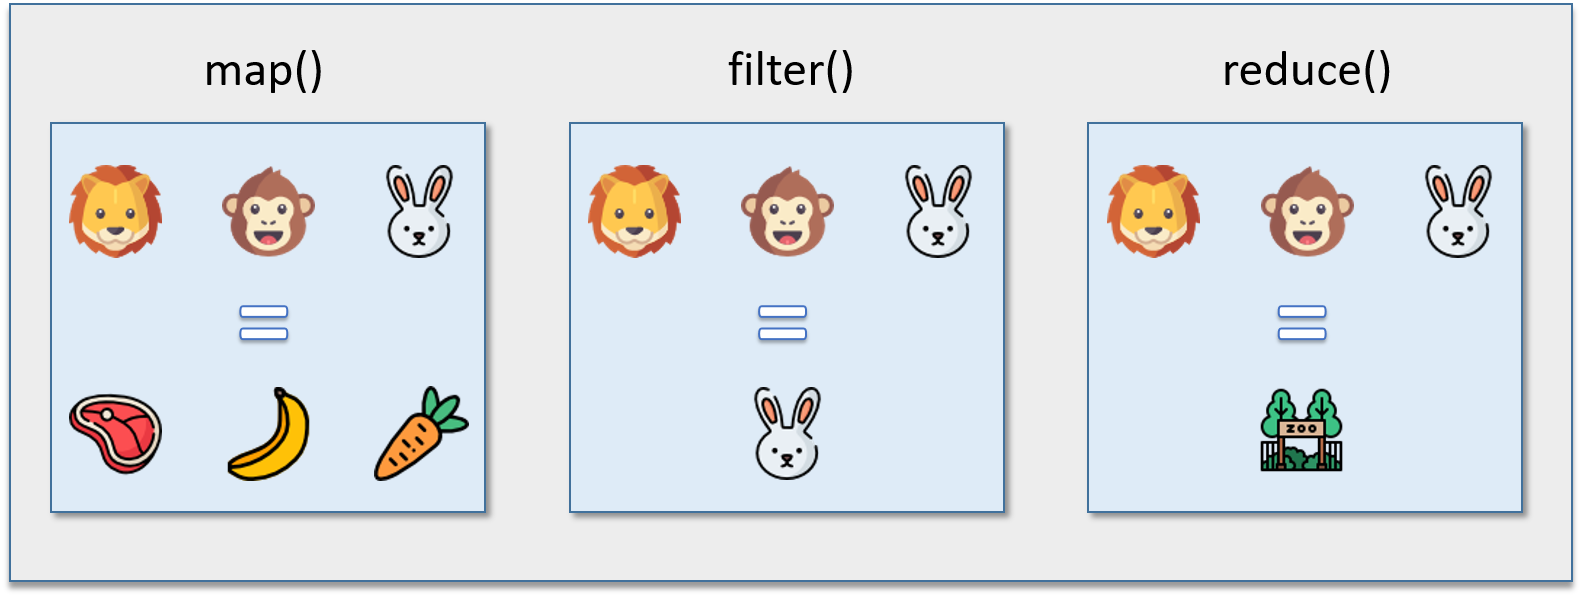 map()
filter()
reduce()
ZOO